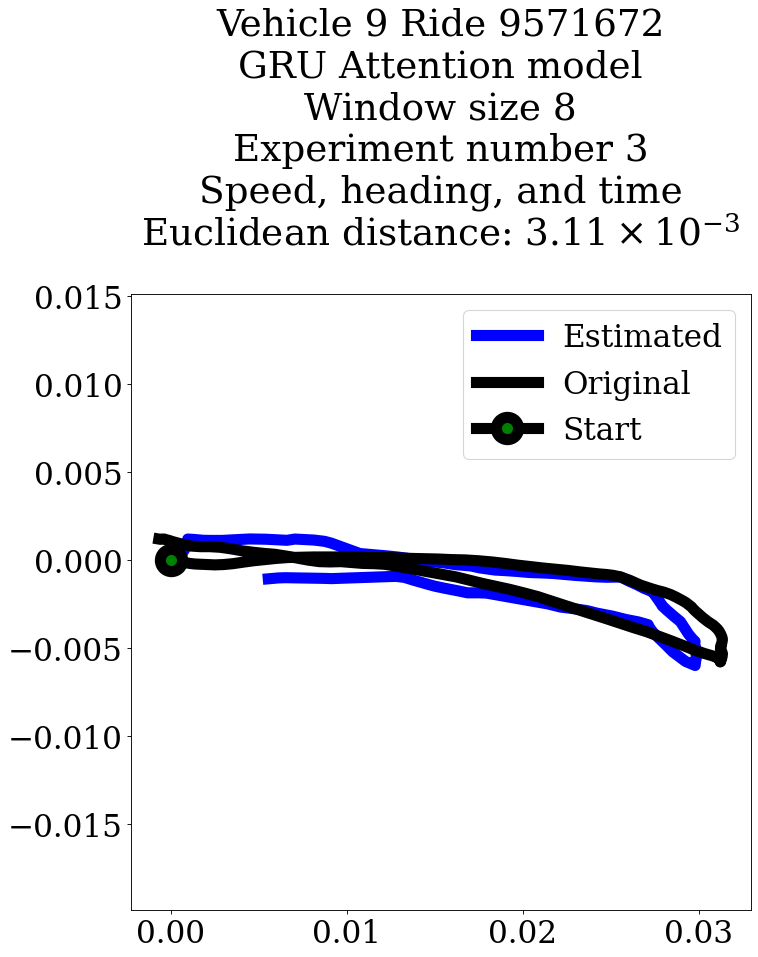 Vehicle 9 Ride 9571672
GRU Attention model
Window size 8
Experiment number 3
Speed, heading, and time
Euclidean distance: 3.11 × 10⁻³
0.015
Estimated
0.010
Original
0.005
Start
0.000
−0.005
−0.010
−0.015
0.00 0.01 0.02 0.03